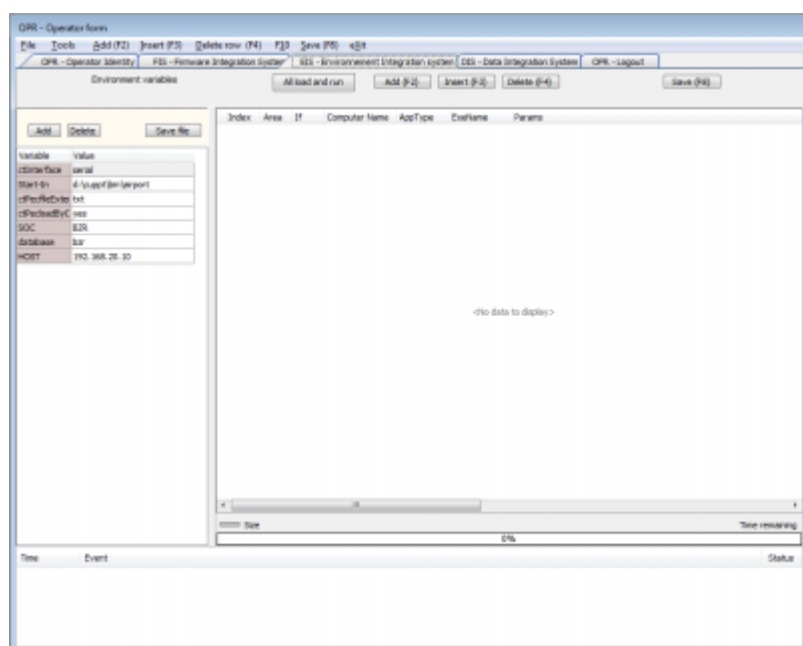 OPR - Operator form
File Tools Add (F2) Insert (F3) Delete row (F4) F10 Save (F8) eXit
OPR - Operator Identity FIS - Firmware Integration System EIS - Environnement Integration system DIS - Data Integration System OPR - Logout
Environment variables All load and run Add (F2) Insert (F3) Delete (F4) Save (F8)
Add Delete Save file
Index Area If Computer Name AppType ExeName Params
Variable Value
ctInterface serial
Start-In
txt
yes
SOC
database bsr
HOST 192.168.20.10
<No data to display>
Size Time remaining
0%
Time Event Status